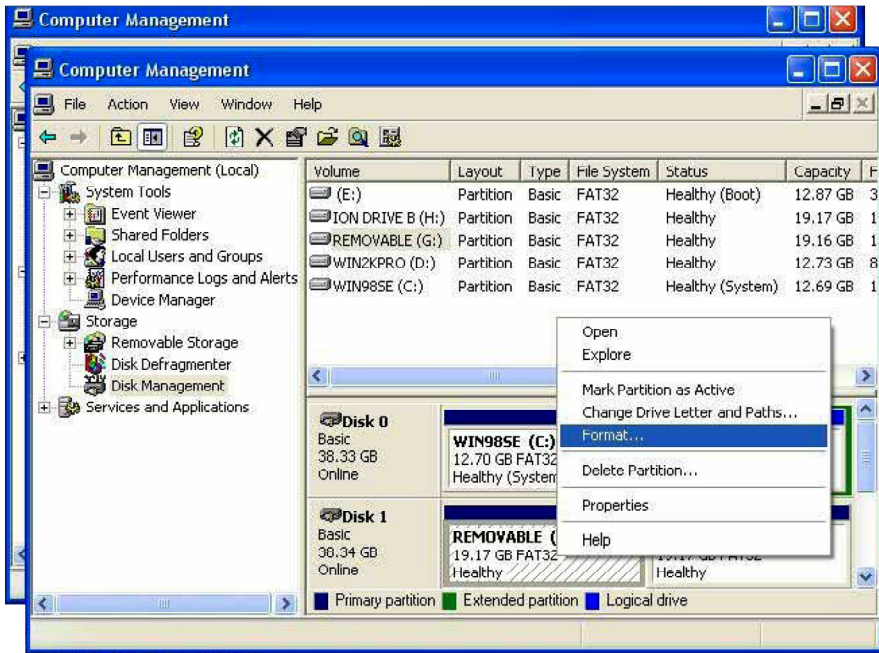 Computer Management
Computer Management
File Action View Window Help
Computer Management (Local)
System Tools
Event Viewer
Shared Folders
Local Users and Groups
Performance Logs and Alerts
Device Manager
Storage
Removable Storage
Disk Defragmenter
Disk Management
Services and Applications
Volume Layout Type File System Status Capacity F
(E:) Partition Basic FAT32 Healthy (Boot) 12.87 GB 3
ION DRIVE B (H:) Partition Basic FAT32 Healthy 19.17 GB 1
REMOVABLE (G:) Partition Basic FAT32 Healthy 19.16 GB 1
WIN2KPRO (D:) Partition Basic FAT32 Healthy 12.73 GB 8
WIN98SE (C:) Partition Basic FAT32 Healthy (System) 12.69 GB 1
Open
Explore
Mark Partition as Active
Change Drive Letter and Paths...
Format...
Delete Partition...
Properties
Help
Disk 0
Basic
38.33 GB
Online
WIN98SE (C:)
12.70 GB FAT32
Healthy (System
Disk 1
Basic
38.34 GB
Online
REMOVABLE (
19.17 GB FAT32
Healthy
Healthy
Primary partition Extended partition Logical drive